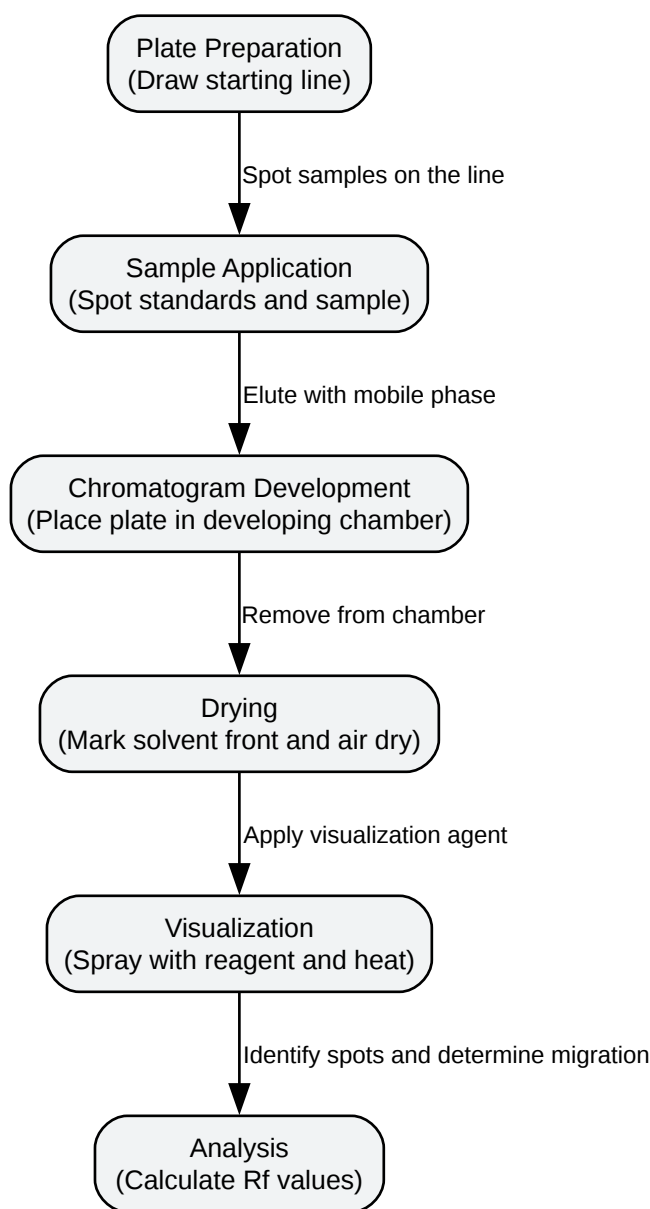 Plate Preparation
(Draw starting line)
Spot samples on the line
Sample Application
(Spot standards and sample)
Elute with mobile phase
Chromatogram Development
(Place plate in developing chamber)
Remove from chamber
Drying
(Mark solvent front and air dry)
Apply visualization agent
Visualization
(Spray with reagent and heat)
Identify spots and determine migration
Analysis
(Calculate Rf values)